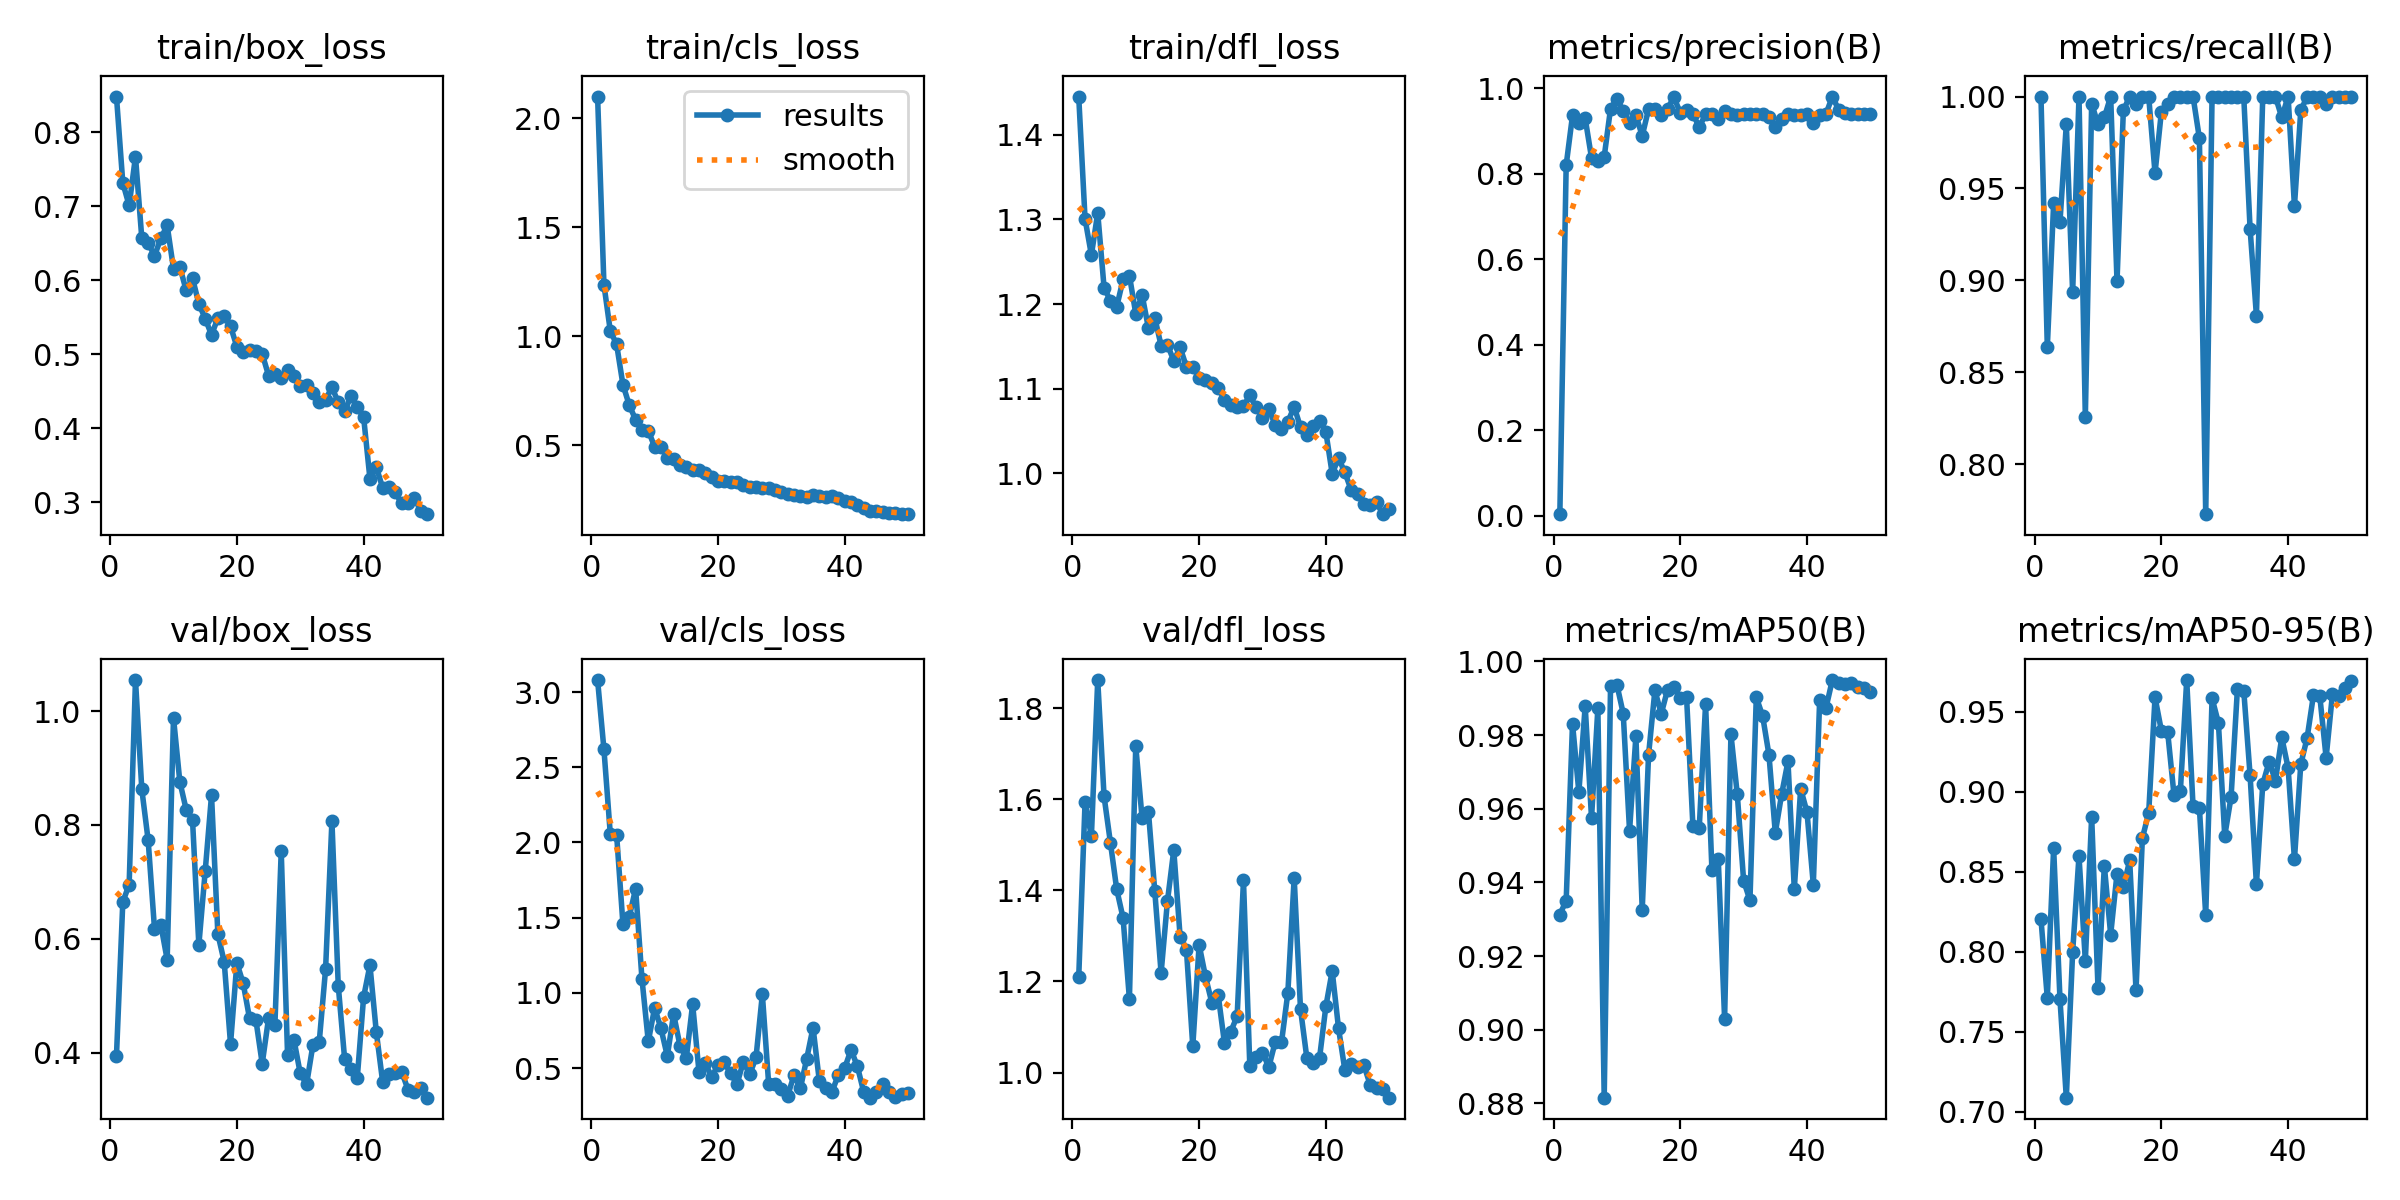 train/box_loss
0.8
0.7
0.6
0.5
0.4
0.3
0 20 40
train/cls_loss
results
smooth
2.0
1.5
1.0
0.5
0 20 40
train/dfl_loss
1.4
1.3
1.2
1.1
1.0
0 20 40
metrics/precision(B)
1.0
0.8
0.6
0.4
0.2
0.0
0 20 40
metrics/recall(B)
1.00
0.95
0.90
0.85
0.80
0 20 40
val/box_loss
1.0
0.8
0.6
0.4
0 20 40
val/cls_loss
3.0
2.5
2.0
1.5
1.0
0.5
0 20 40
val/dfl_loss
1.8
1.6
1.4
1.2
1.0
0 20 40
metrics/mAP50(B)
1.00
0.98
0.96
0.94
0.92
0.90
0.88
0 20 40
metrics/mAP50-95(B)
0.95
0.90
0.85
0.80
0.75
0.70
0 20 40